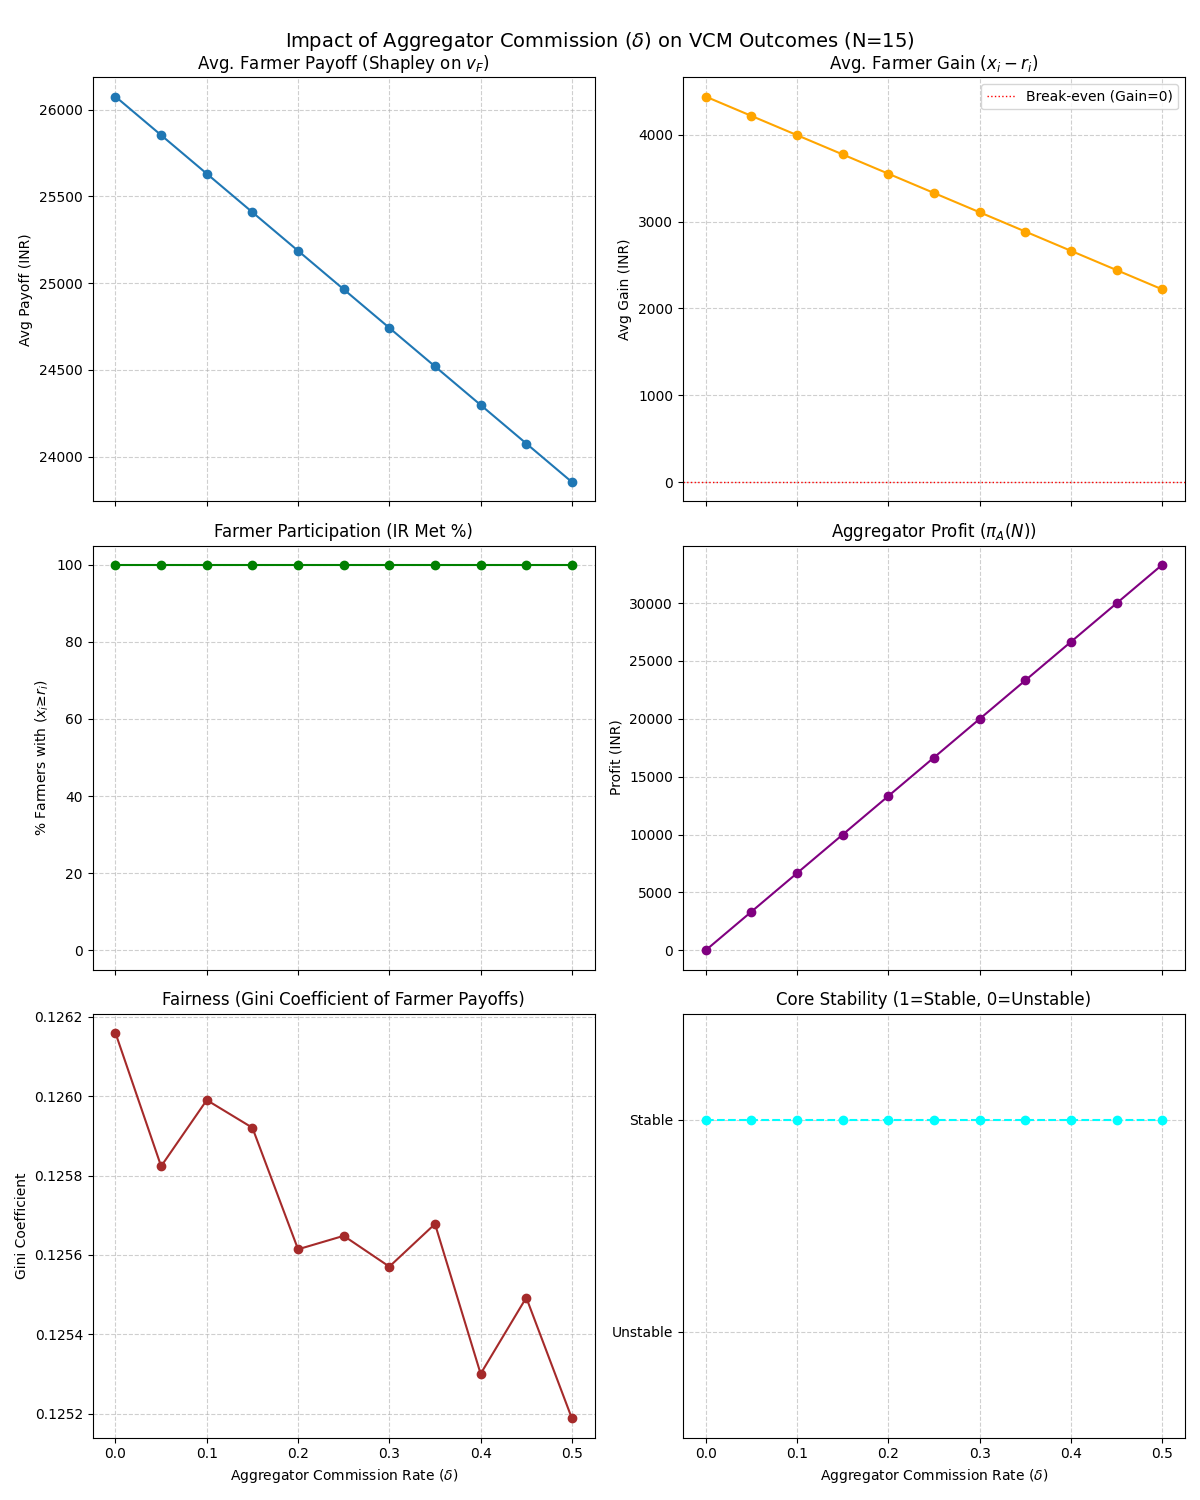 Impact of Aggregator Commission (δ) on VCM Outcomes (N=15)
Avg. Farmer Payoff (Shapley on v_F)
Avg Payoff (INR)
26000
25500
25000
24500
24000
Avg. Farmer Gain (x_i − r_i)
Break-even (Gain=0)
Avg Gain (INR)
4000
3000
2000
1000
0
Farmer Participation (IR Met %)
% Farmers with (x_i≥r_i)
100
80
60
40
20
0
Aggregator Profit (π_A(N))
Profit (INR)
30000
25000
20000
15000
10000
5000
0
Fairness (Gini Coefficient of Farmer Payoffs)
Gini Coefficient
0.1262
0.1260
0.1258
0.1256
0.1254
0.1252
0.0 0.1 0.2 0.3 0.4 0.5
Aggregator Commission Rate (δ)
Core Stability (1=Stable, 0=Unstable)
Stable
Unstable
0.0 0.1 0.2 0.3 0.4 0.5
Aggregator Commission Rate (δ)